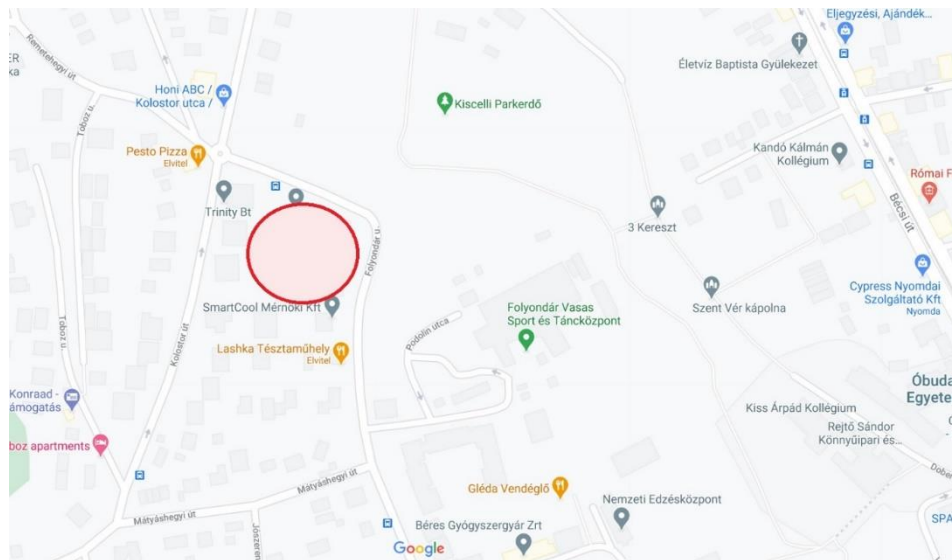 Eljegyzési, Ajándék...
Életvíz Baptista Gyülekezet
ER
ka
Remetehegyi út
Toboz u.
Honi ABC /
Kolostor utca /
Kiscelli Parkerdő
Pesto Pizza
Elvitel
Kandó Kálmán
Kollégium
Római F
Bécsi út
Trinity Bt
Folyondár u.
3 Kereszt
Cypress Nyomdai
Szolgáltató Kft
Nyomda
SmartCool Mérnöki Kft
Folyondár Vasas
Sport és Táncközpont
Szent Vér kápolna
Podolin utca
Toboz u
Kolostor út
Lashka Tésztaműhely
Elvitel
Konraad -
ámogatás
Óbuda
Egyete
Kiss Árpád Kollégium
Rejtő Sándor
Könnyűipari és...
boz apartments
Mátyáshegyi út
Gléda Vendéglő
Nemzeti Edzésközpont
Dober
Mátyáshegyi út
Jószeren
Béres Gyógyszergyár Zrt
SPA
Google